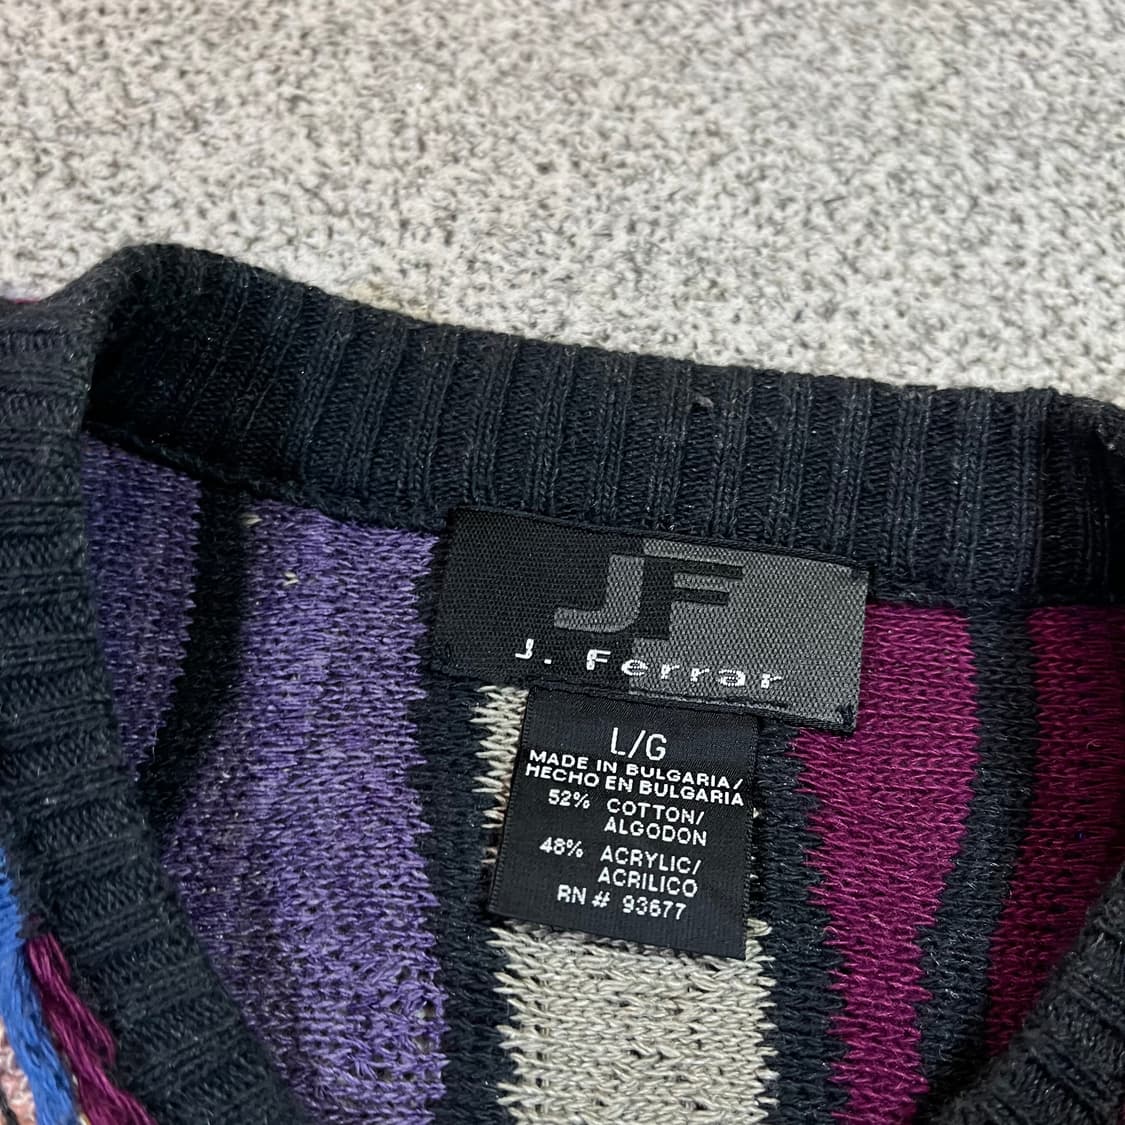 JF
J. Ferrar
L/G
MADE IN BULGARIA/
HECHO EN BULGARIA
52% COTTON/
ALGODON
48% ACRYLIC/
ACRILICO
RN # 93677